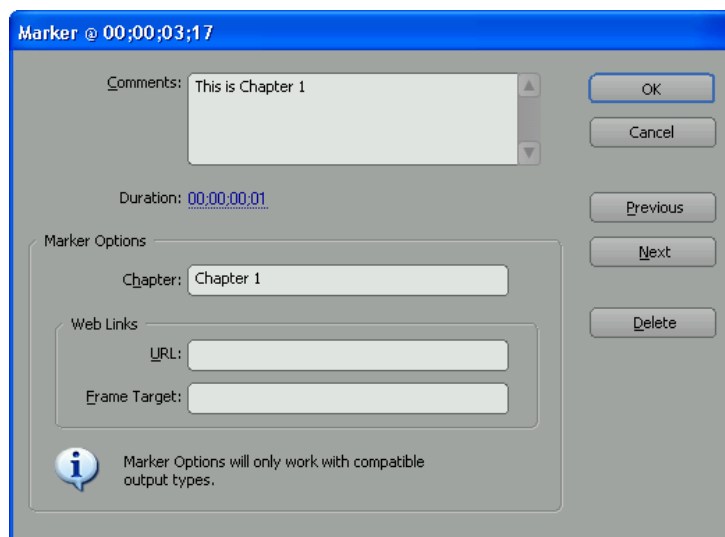 Marker @ 00;00;03;17
Comments: This is Chapter 1
OK
Cancel
Duration: 00;00;00;01
Previous
Marker Options
Next
Chapter: Chapter 1
Web Links
Delete
URL:
Frame Target:
Marker Options will only work with compatible
output types.